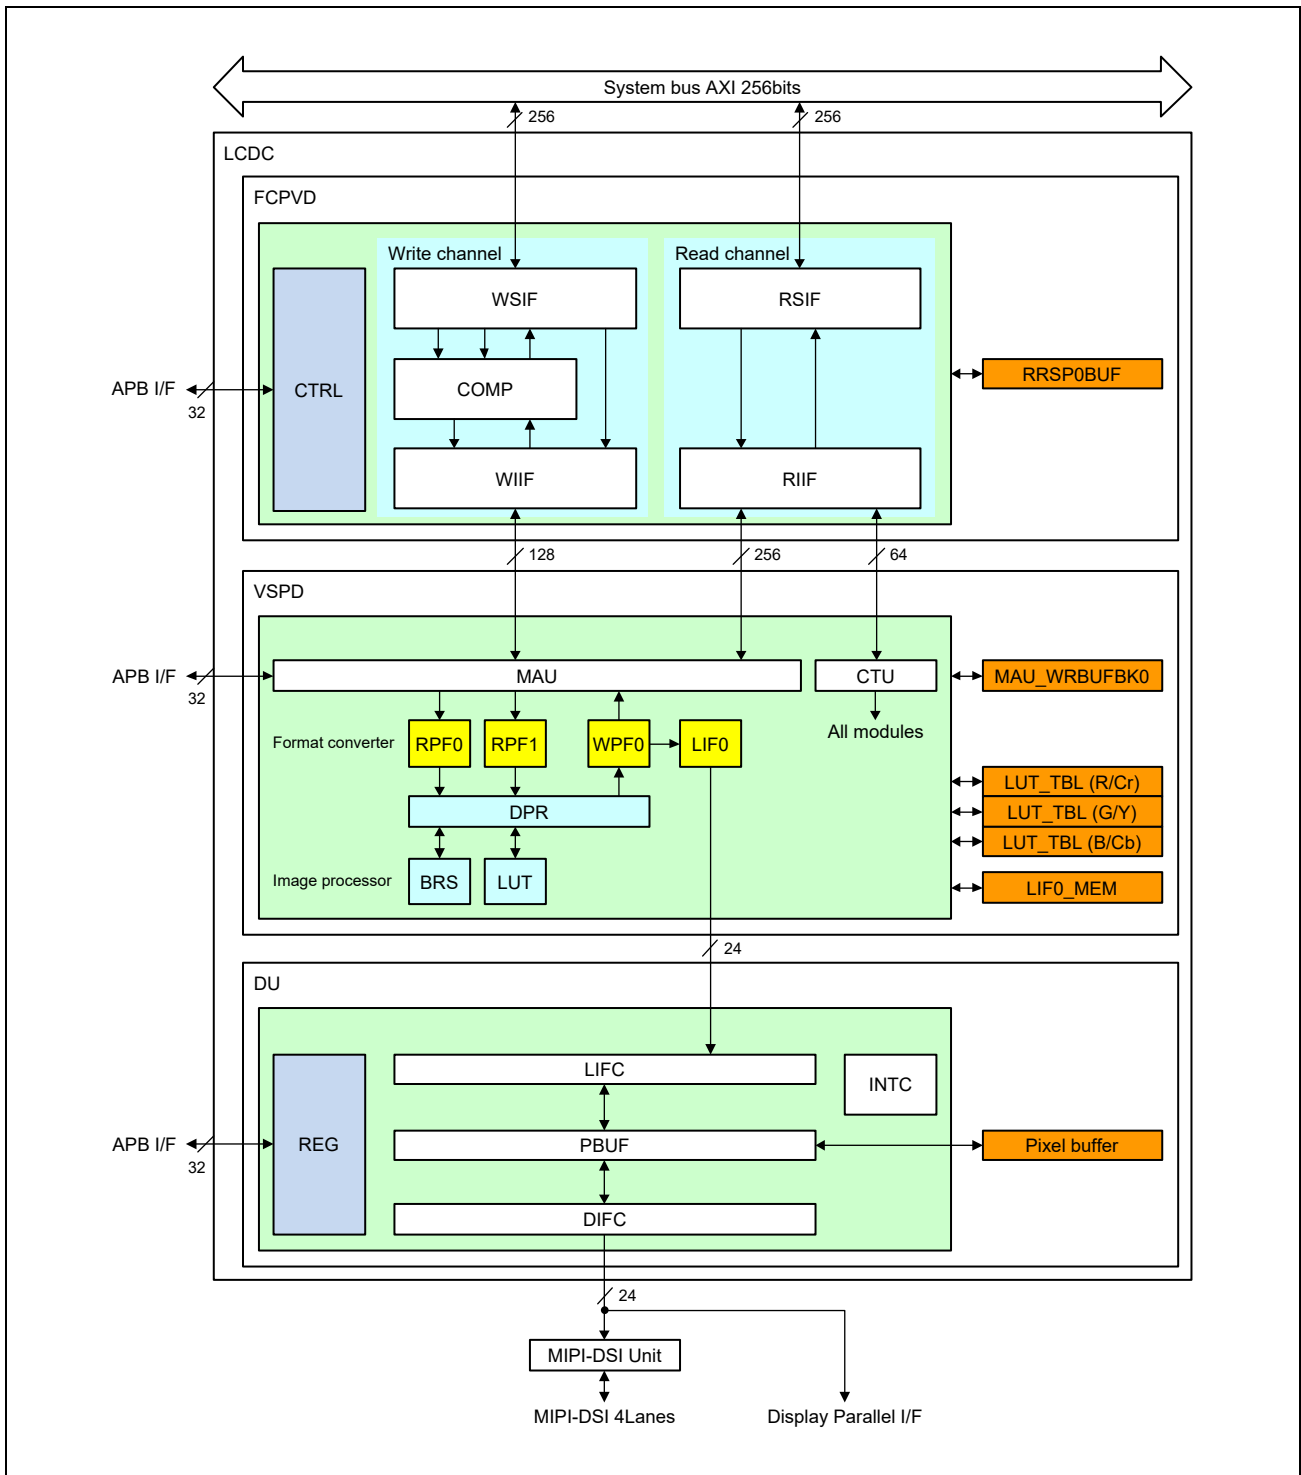 System bus AXI 256bits
256
256
LCDC
FCPVD
Write channel
Read channel
WSIF
RSIF
COMP
CTRL
APB I/F
32
RRSP0BUF
WIIF
RIIF
128
256
64
VSPD
APB I/F
32
MAU
CTU
MAU_WRBUFBK0
All modules
Format converter
RPF0
RPF1
WPF0
LIF0
LUT_TBL (R/Cr)
DPR
LUT_TBL (G/Y)
LUT_TBL (B/Cb)
Image processor
BRS
LUT
LIF0_MEM
24
DU
LIFC
INTC
APB I/F
32
REG
PBUF
Pixel buffer
DIFC
24
MIPI-DSI Unit
MIPI-DSI 4Lanes
Display Parallel I/F